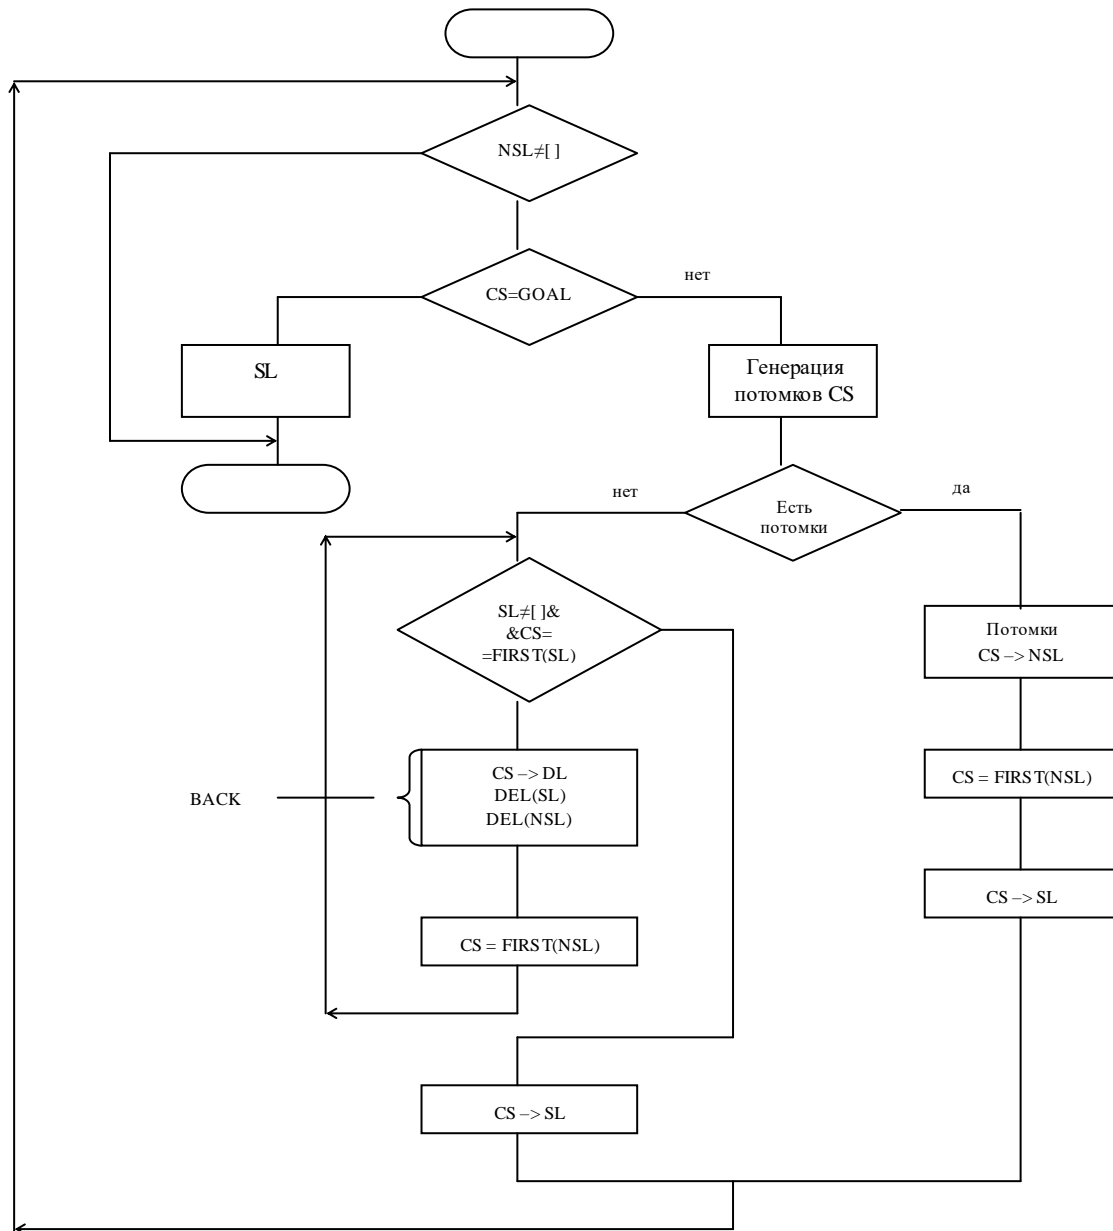 NSL≠[ ]
CS=GOAL
нет
SL
Генерация
потомков CS
нет
Есть
потомки
да
SL≠[ ]&
&CS=
=FIRST(SL)
Потомки
CS –> NSL
BACK
CS –> DL
DEL(SL)
DEL(NSL)
CS = FIRST(NSL)
CS –> SL
CS = FIRST(NSL)
CS –> SL